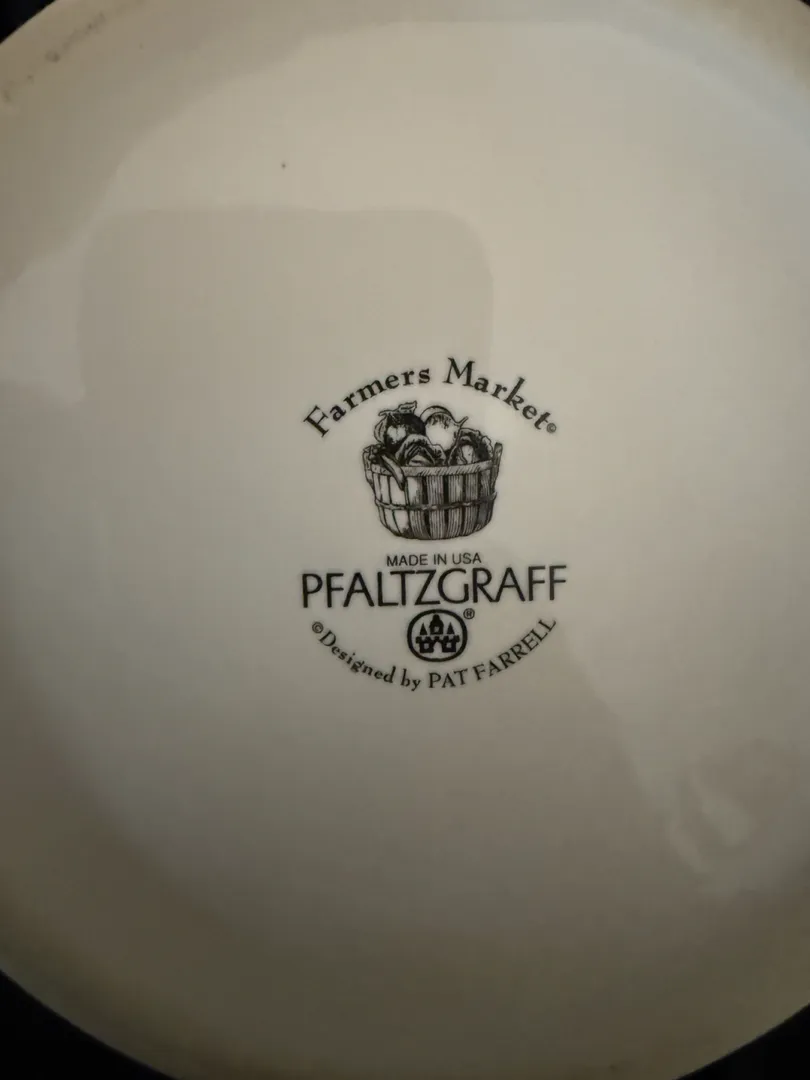 Farmers Market©
MADE IN USA
PFALTZGRAFF
®
©Designed by PAT FARRELL